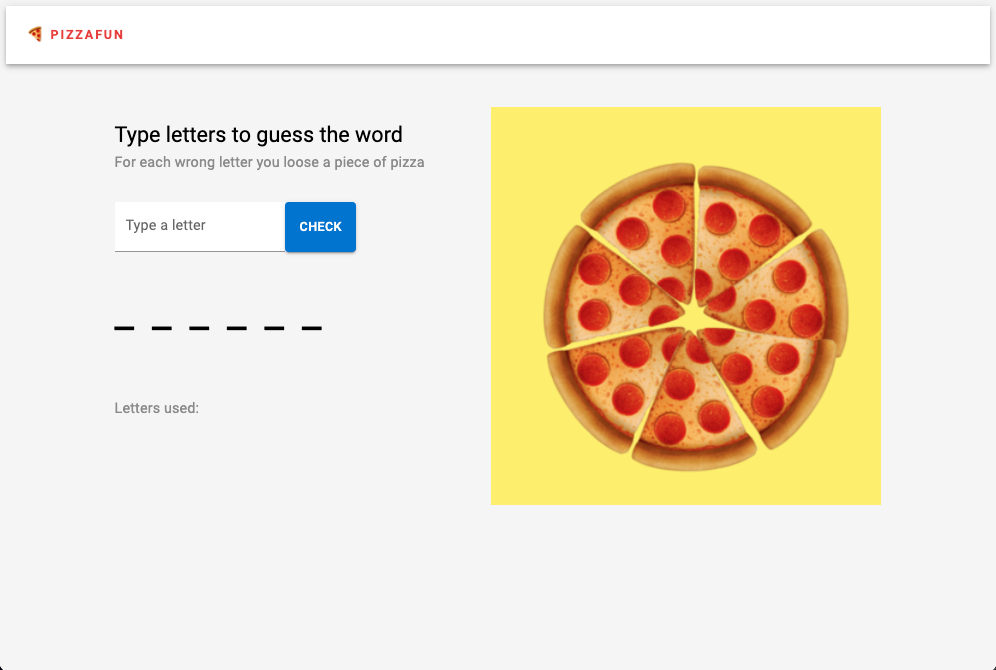 PIZZAFUN
Type letters to guess the word
For each wrong letter you loose a piece of pizza
Type a letter
CHECK
_ _ _ _ _ _
Letters used: